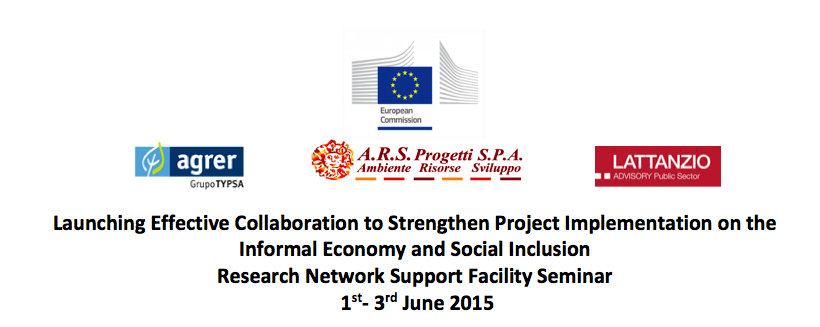 European
Commission
agrer
GrupoTYPSA
A.R.S. Progetti S.P.A.
Ambiente Risorse Sviluppo
LATTANZIO
ADVISORY Public Sector
Launching Effective Collaboration to Strengthen Project Implementation on the
Informal Economy and Social Inclusion
Research Network Support Facility Seminar
1st- 3rd June 2015